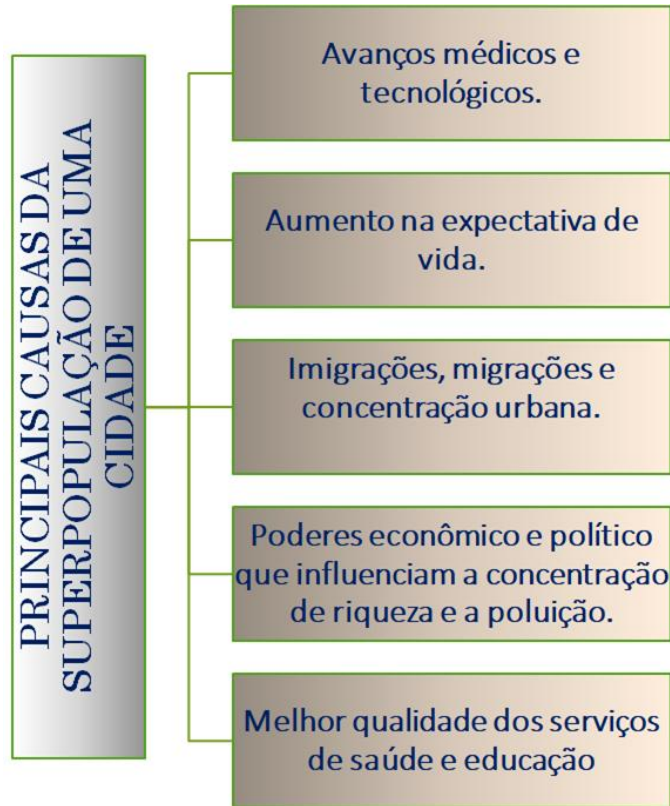 PRINCIPAIS CAUSAS DA
SUPERPOPULAÇÃO DE UMA
CIDADE
Avanços médicos e
tecnológicos.
Aumento na expectativa de
vida.
Imigrações, migrações e
concentração urbana.
Poderes econômico e político
que influenciam a concentração
de riqueza e a poluição.
Melhor qualidade dos serviços
de saúde e educação